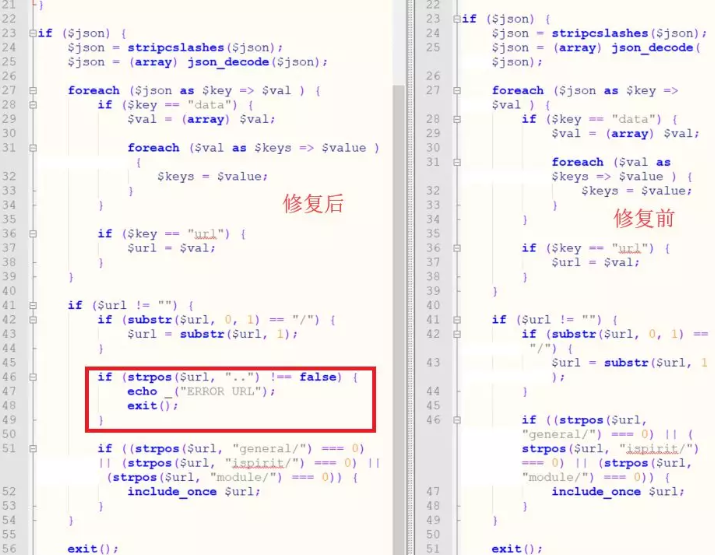 21 }
22
23 if ($json) {
24 $json = stripcslashes($json);
25 $json = (array) json_decode($json);
26
27 foreach ($json as $key => $val ) {
28 if ($key == "data") {
29 $val = (array) $val;
30
31 foreach ($val as $keys => $value )
{
32 $keys = $value;
33 }
34 }
35
36 if ($key == "url") {
37 $url = $val;
38 }
39 }
40
41 if ($url != "") {
42 if (substr($url, 0, 1) == "/") {
43 $url = substr($url, 1);
44 }
45
46 if (strpos($url, "..") !== false) {
47 echo _("ERROR URL");
48 exit();
49 }
50
51 if ((strpos($url, "general/") === 0)
|| (strpos($url, "ispirit/") === 0) ||
(strpos($url, "module/") === 0)) {
52 include_once $url;
53 }
54 }
55
56 exit();
修复后
22
23 if ($json) {
24 $json = stripcslashes($json);
25 $json = (array) json_decode(
$json);
26
27 foreach ($json as $key =>
$val ) {
28 if ($key == "data") {
29 $val = (array) $val;
30
31 foreach ($val as
$keys => $value ) {
32 $keys = $value;
33 }
34 }
35
36 if ($key == "url") {
37 $url = $val;
38 }
39 }
40
41 if ($url != "") {
42 if (substr($url, 0, 1) ==
"/") {
43 $url = substr($url, 1
);
44 }
45
46 if ((strpos($url,
"general/") === 0) || (
strpos($url, "ispirit/")
=== 0) || (strpos($url,
"module/") === 0)) {
47 include_once $url;
48 }
49 }
50
51 exit();
修复前